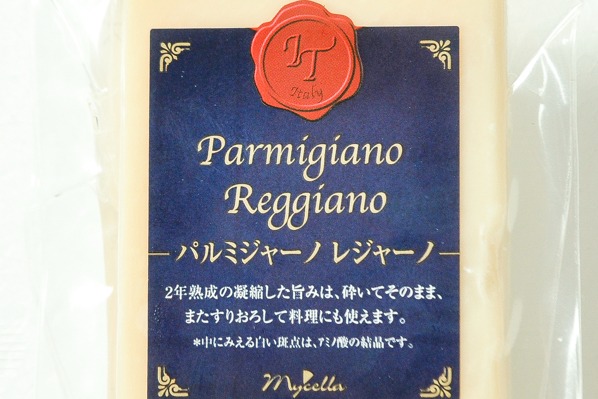 IT
Italy
Parmigiano
Reggiano
パルミジャーノ レジャーノ
2年熟成の凝縮した旨みは、砕いてそのまま、
またすりおろして料理にも使えます。
*中にみえる白い斑点は、アミノ酸の結晶です。
Mycella